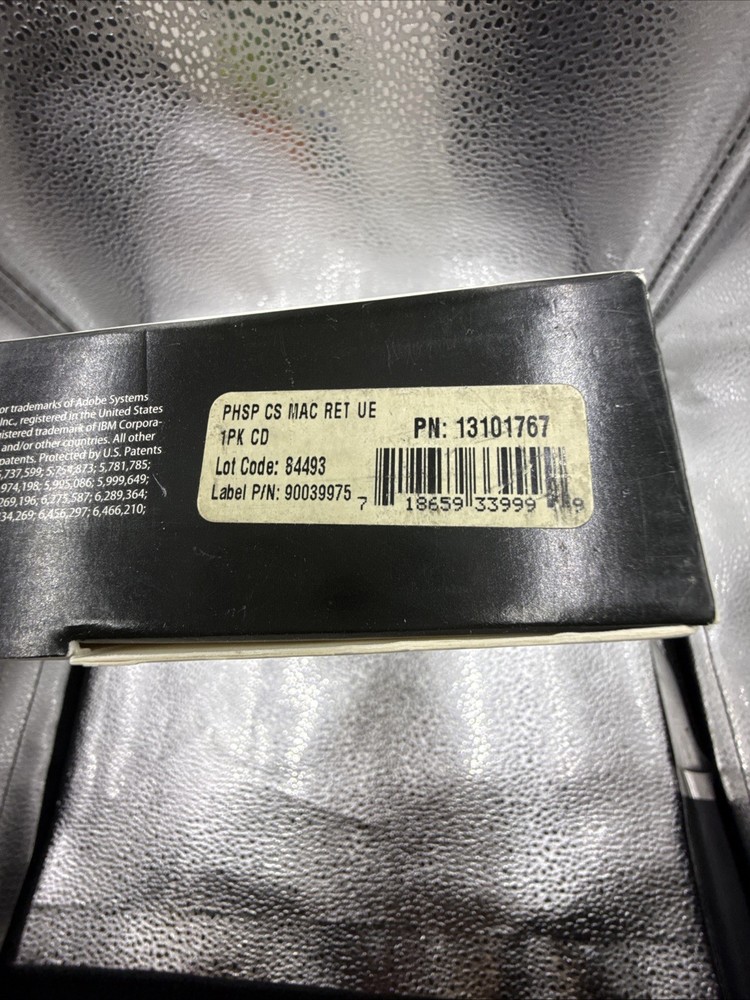 or trademarks of Adobe Systems
Inc., registered in the United States
istered trademark of IBM Corpora-
and/or other countries. All other
patents. Protected by U.S. Patents
,737,599; 5,754,873; 5,781,785;
974,198; 5,995,086; 5,999,649;
269,196; 6,275,587; 6,289,364;
34,269; 6,456,297; 6,466,210;
PHSP CS MAC RET UE
1PK CD
PN: 13101767
Lot Code: 84493
Label P/N: 90039975
7 18659 33999 9